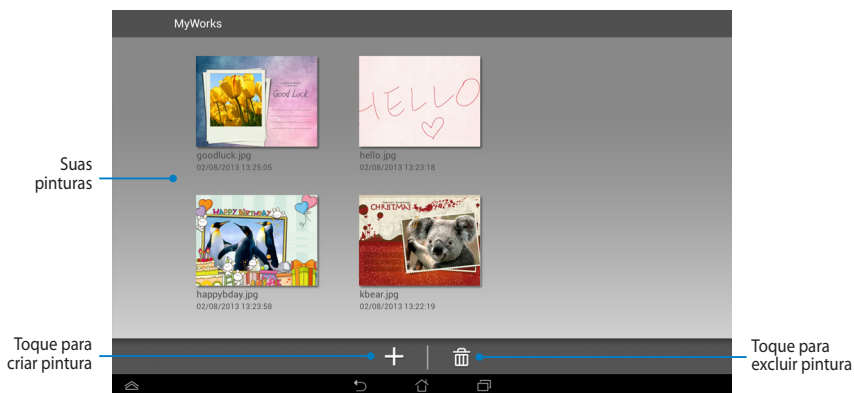 MyWorks
Good Luck
goodluck.jpg
02/08/2013 13:25:05
HELLO
hello.jpg
02/08/2013 13:23:18
Suas
pinturas
HAPPY BIRTHDAY
happybday.jpg
02/08/2013 13:23:58
CHRISTMAS
kbear.jpg
02/08/2013 13:22:19
Toque para
criar pintura
Toque para
excluir pintura